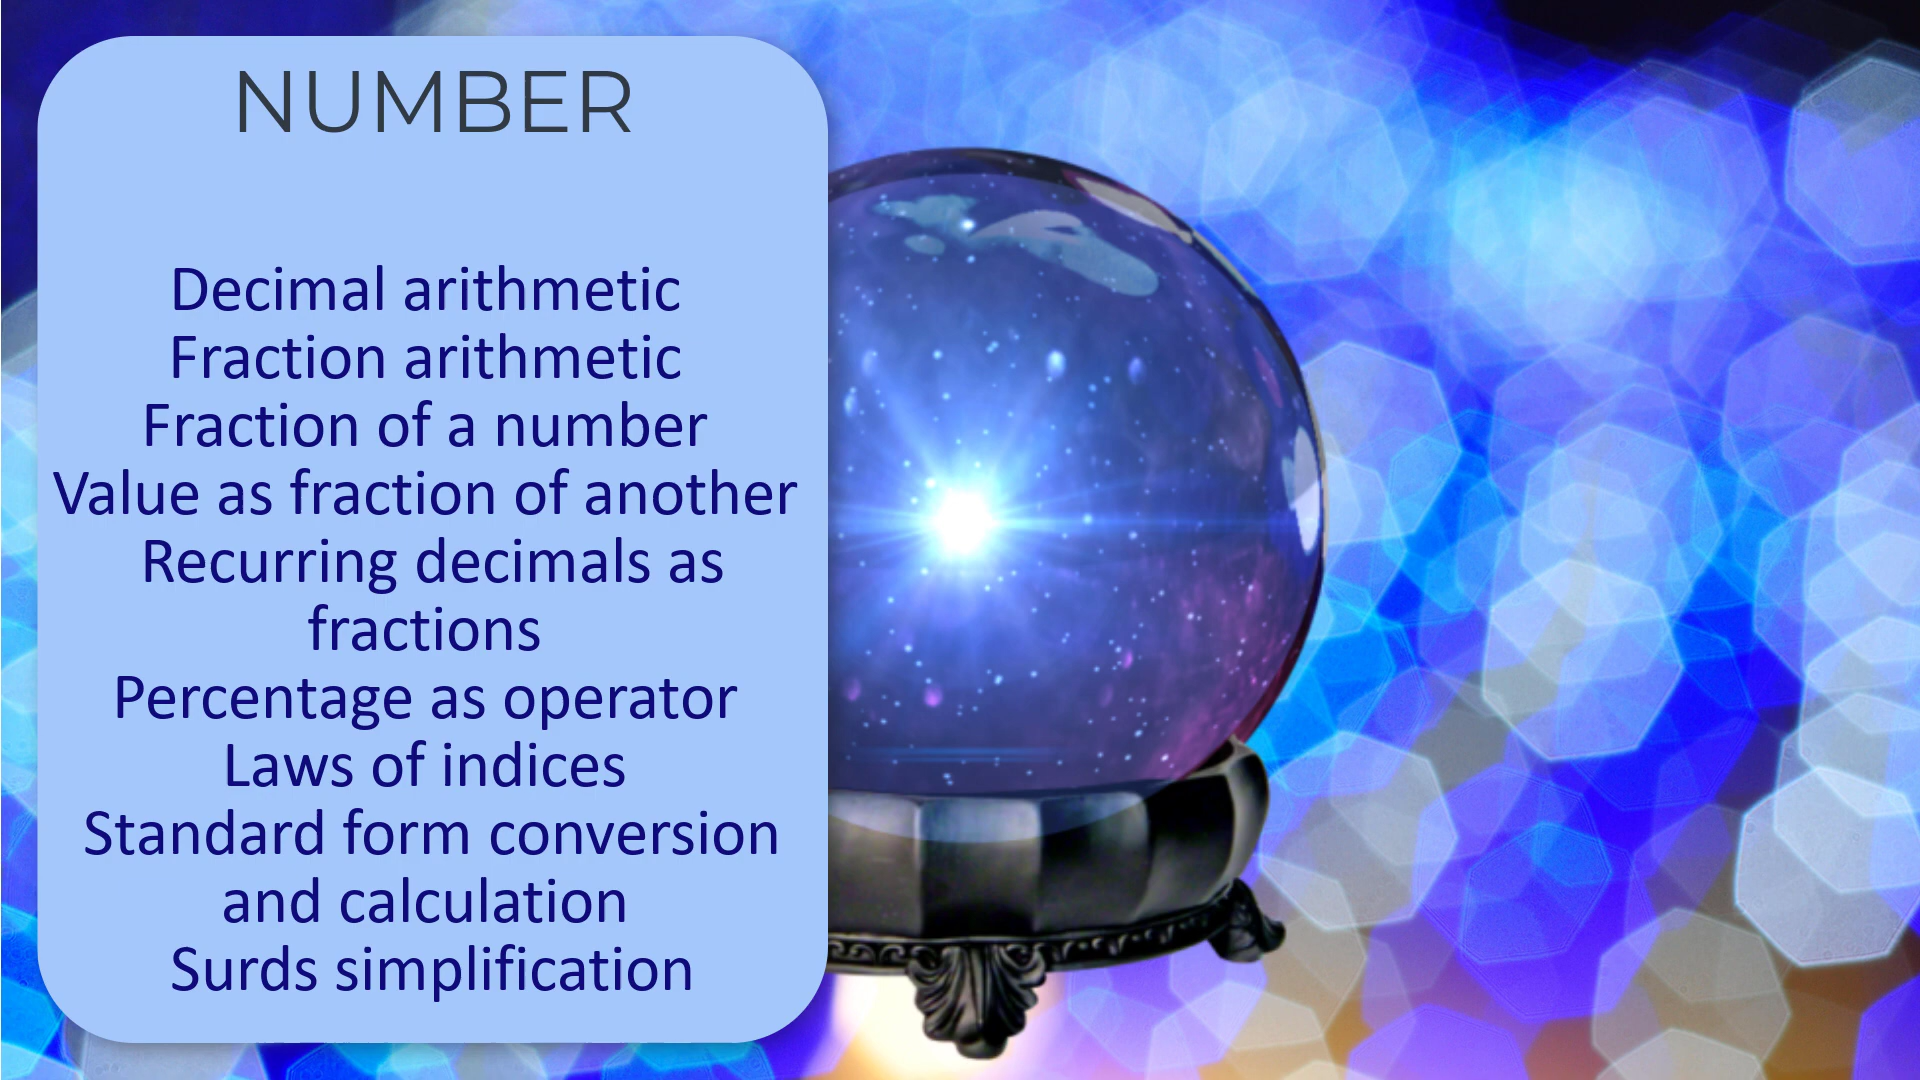 NUMBER
Decimal arithmetic
Fraction arithmetic
Fraction of a number
Value as fraction of another
Recurring decimals as
fractions
Percentage as operator
Laws of indices
Standard form conversion
and calculation
Surds simplification